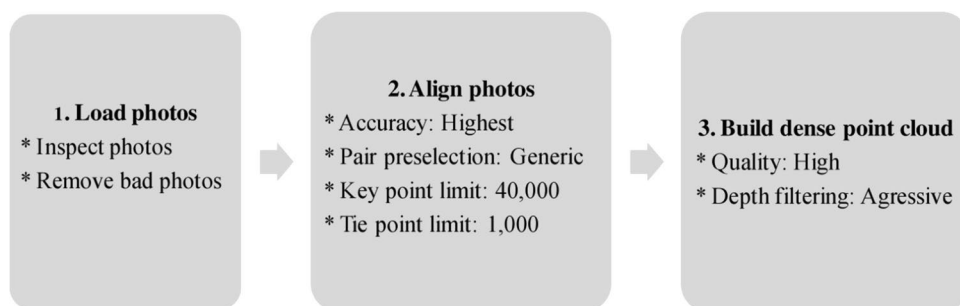 1. Load photos
* Inspect photos
* Remove bad photos
2. Align photos
* Accuracy: Highest
* Pair preselection: Generic
* Key point limit: 40,000
* Tie point limit: 1,000
3. Build dense point cloud
* Quality: High
* Depth filtering: Agressive